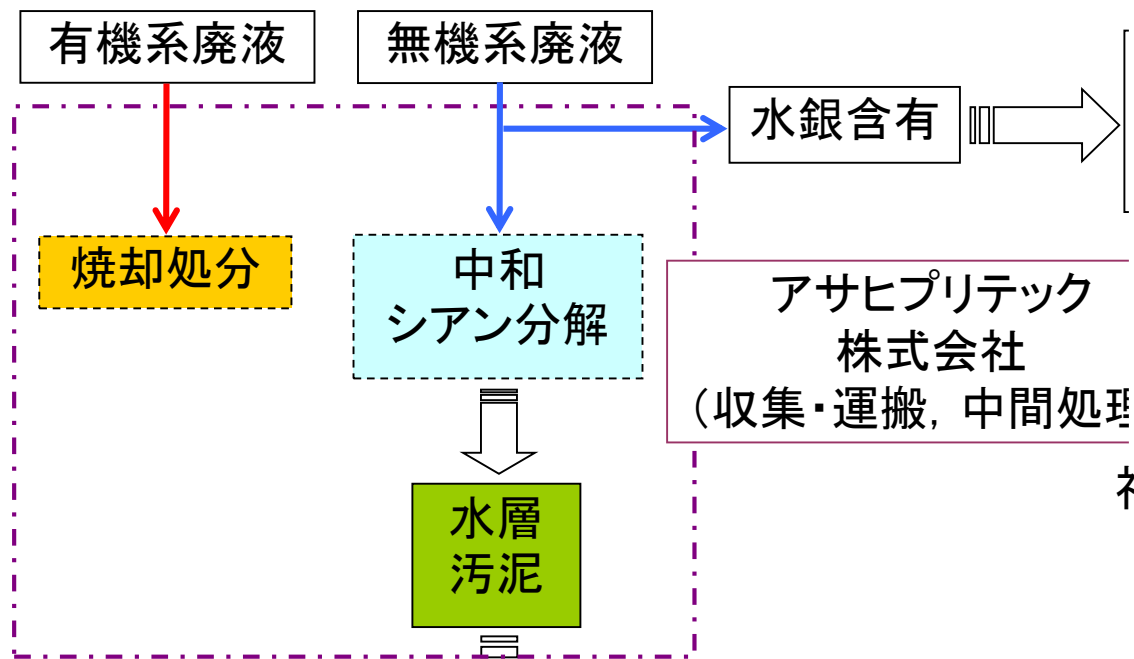 有機系廃液
無機系廃液
水銀含有
焼却処分
中和
シアン分解
アサヒプリテック
株式会社
（収集・運搬, 中間処理
水層
汚泥